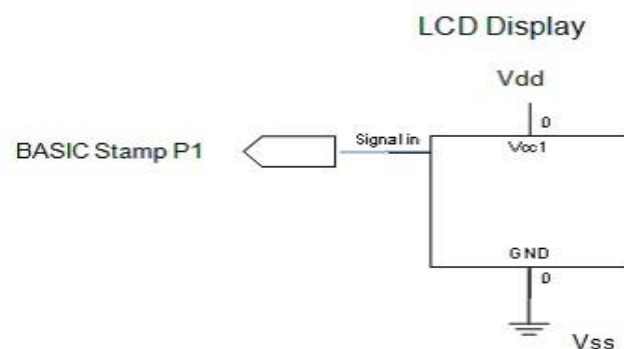 LCD Display
Vdd
0
Vcc1
BASIC Stamp P1
Signal in
GND
0
Vss